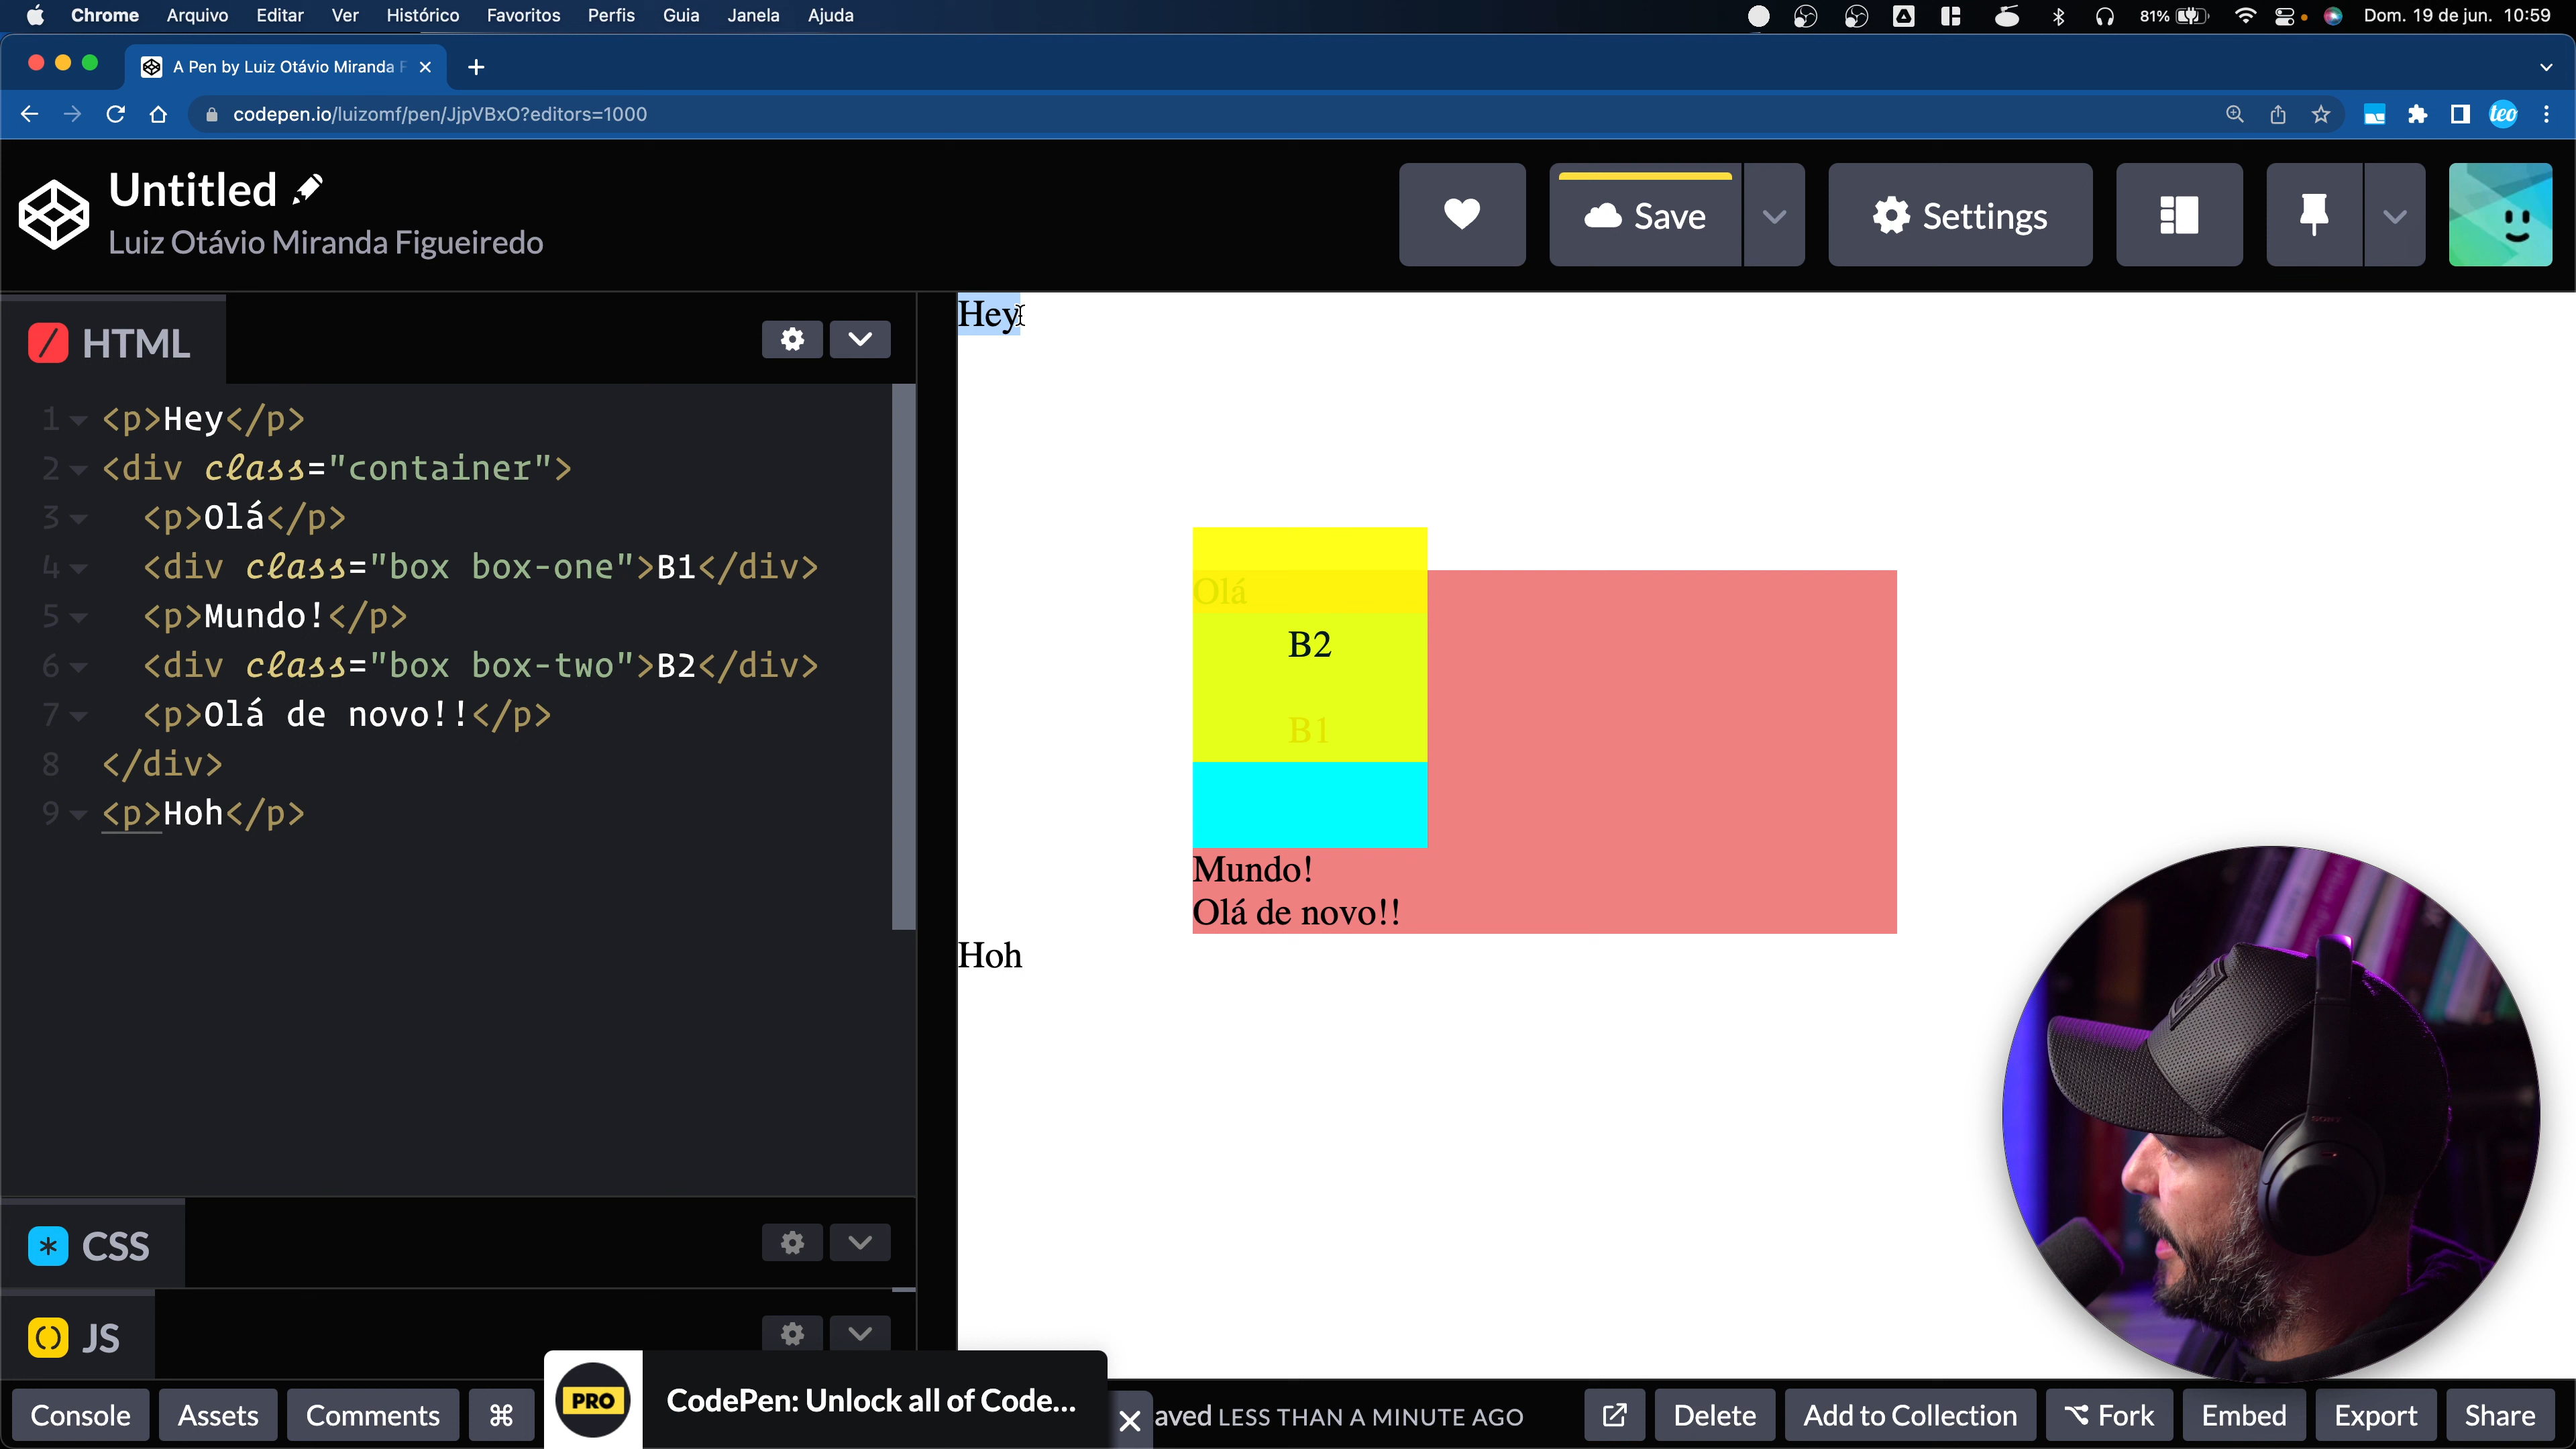 Chrome Arquivo Editar Ver Histórico Favoritos Perfis Guia Janela Ajuda 81% Dom. 19 de jun. 10:59
A Pen by Luiz Otávio Miranda F
codepen.io/luizomf/pen/JjpVBxO?editors=1000
teo
Untitled
Luiz Otávio Miranda Figueiredo
Save
Settings
HTML
1 <p>Hey</p>
2 <div class="container">
3 <p>Olá</p>
4 <div class="box box-one">B1</div>
5 <p>Mundo!</p>
6 <div class="box box-two">B2</div>
7 <p>Olá de novo!!</p>
8 </div>
9 <p>Hoh</p>
CSS
JS
Hey
Olá
B2
B1
Mundo!
Olá de novo!!
Hoh
Console Assets Comments ⌘
PRO
CodePen: Unlock all of Code...
aved LESS THAN A MINUTE AGO
Delete Add to Collection Fork Embed Export Share